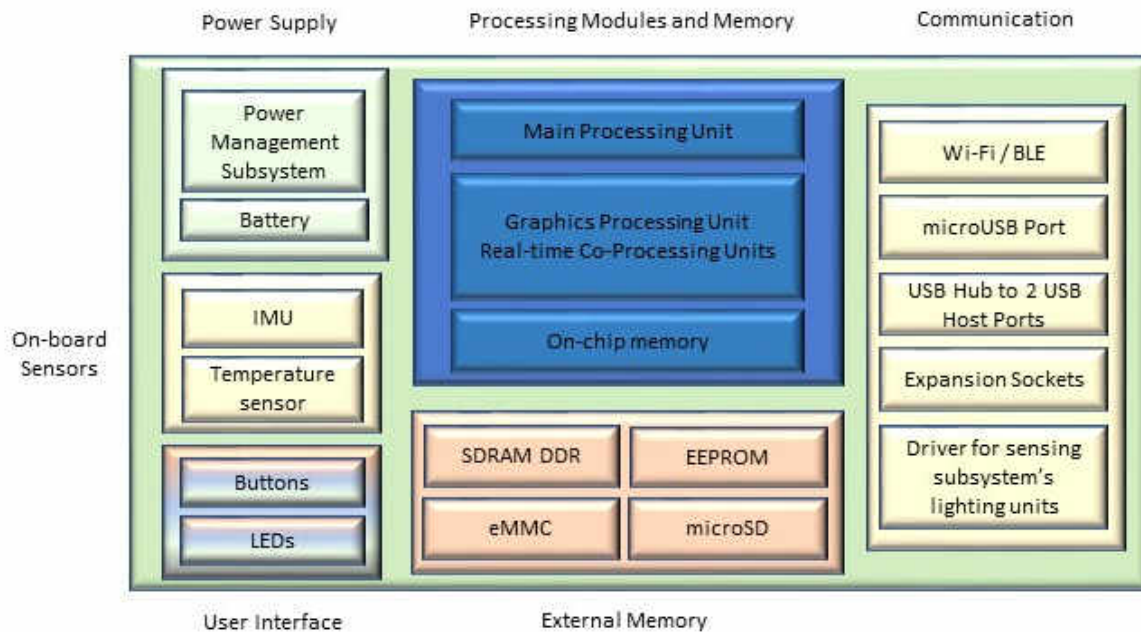 Power Supply
Processing Modules and Memory
Communication
Power
Management
Subsystem
Battery
On-board
Sensors
IMU
Temperature
sensor
Buttons
LEDs
User Interface
Main Processing Unit
Graphics Processing Unit
Real-time Co-Processing Units
On-chip memory
SDRAM DDR
EEPROM
eMMC
microSD
External Memory
Wi-Fi / BLE
microUSB Port
USB Hub to 2 USB
Host Ports
Expansion Sockets
Driver for sensing
subsystem's
lighting units